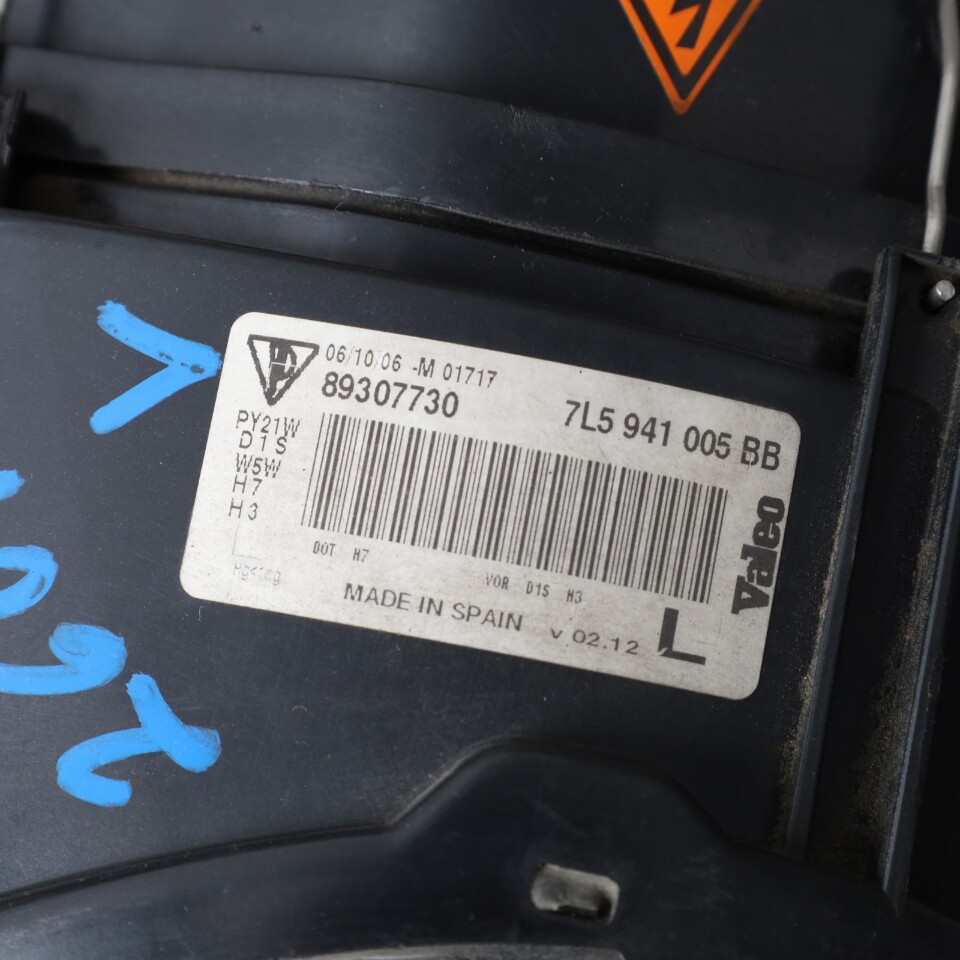 06/10/06 -M 01717
89307730
7L5 941 005 BB
PY21W
D1S
W5W
H7
H3
DOT H7
VOR D1S H3
MADE IN SPAIN
v 02.12
L
Valeo